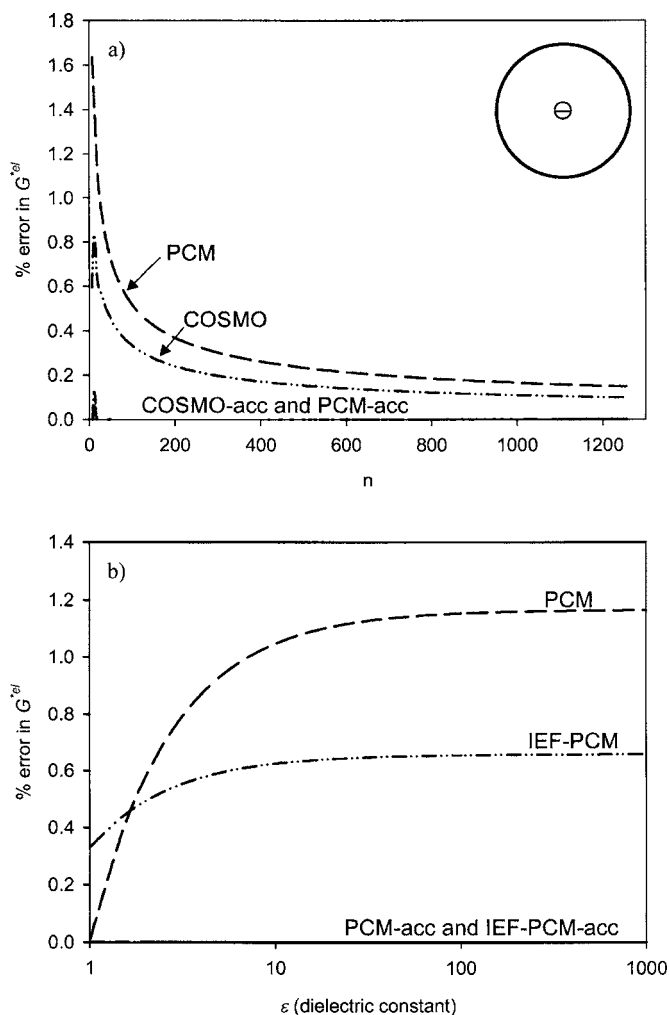 a)
1.8
1.6
1.4
1.2
1.0
0.8
0.6
0.4
0.2
0.0
% error in G*el
PCM
COSMO
COSMO-acc and PCM-acc
0 200 400 600 800 1000 1200
n
b)
1.4
1.2
1.0
0.8
0.6
0.4
0.2
0.0
% error in G*el
PCM
IEF-PCM
PCM-acc and IEF-PCM-acc
1 10 100 1000
ε (dielectric constant)